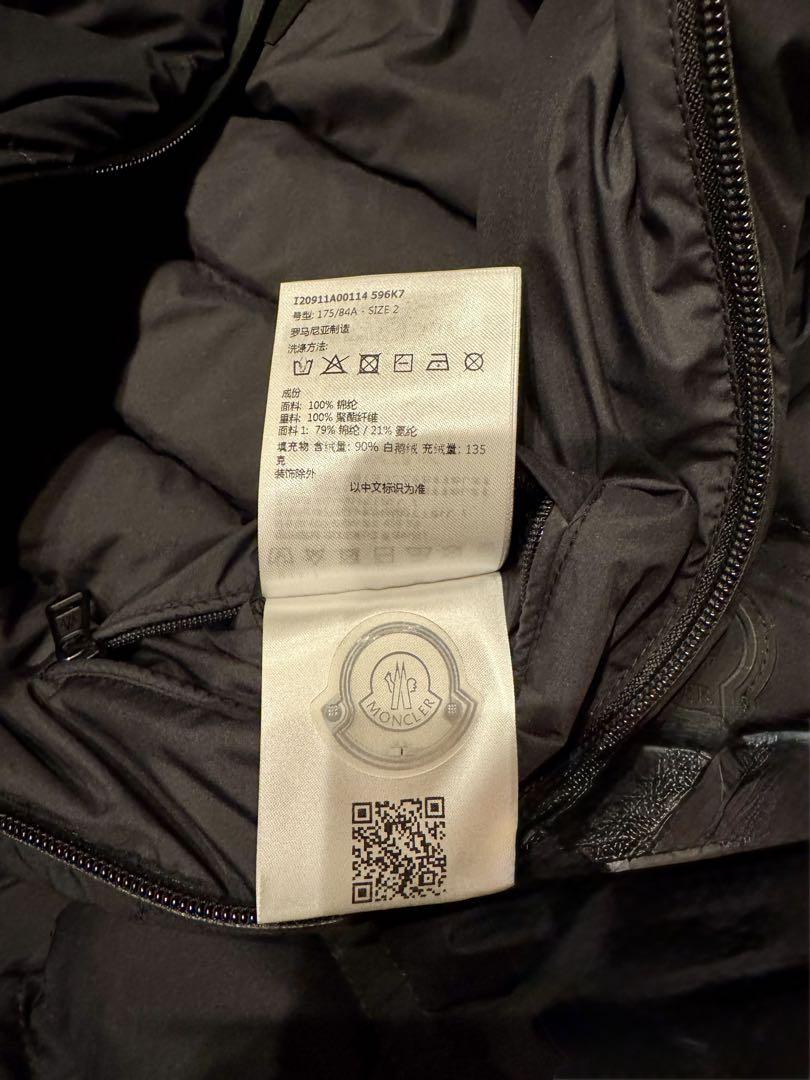 I20911A00114 596K7
号型: 175/84A - SIZE 2
罗马尼亚制造
洗涤方法:
成份
面料: 100% 锦纶
里料: 100% 聚酯纤维
面料 1: 79% 锦纶 / 21% 氨纶
填充物 含绒量: 90% 白鹅绒 充绒量: 135
克
装饰除外
以中文标识为准
MONCLER